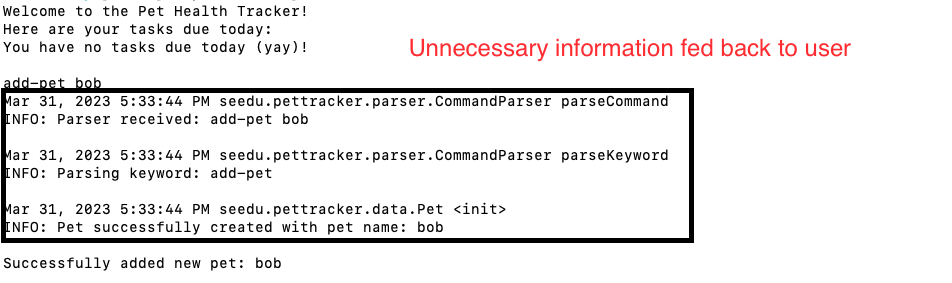 Welcome to the Pet Health Tracker!
Here are your tasks due today:
You have no tasks due today (yay)!
Unnecessary information fed back to user
add-pet bob
Mar 31, 2023 5:33:44 PM seedu.pettracker.parser.CommandParser parseCommand
INFO: Parser received: add-pet bob
Mar 31, 2023 5:33:44 PM seedu.pettracker.parser.CommandParser parseKeyword
INFO: Parsing keyword: add-pet
Mar 31, 2023 5:33:44 PM seedu.pettracker.data.Pet <init>
INFO: Pet successfully created with pet name: bob
Successfully added new pet: bob